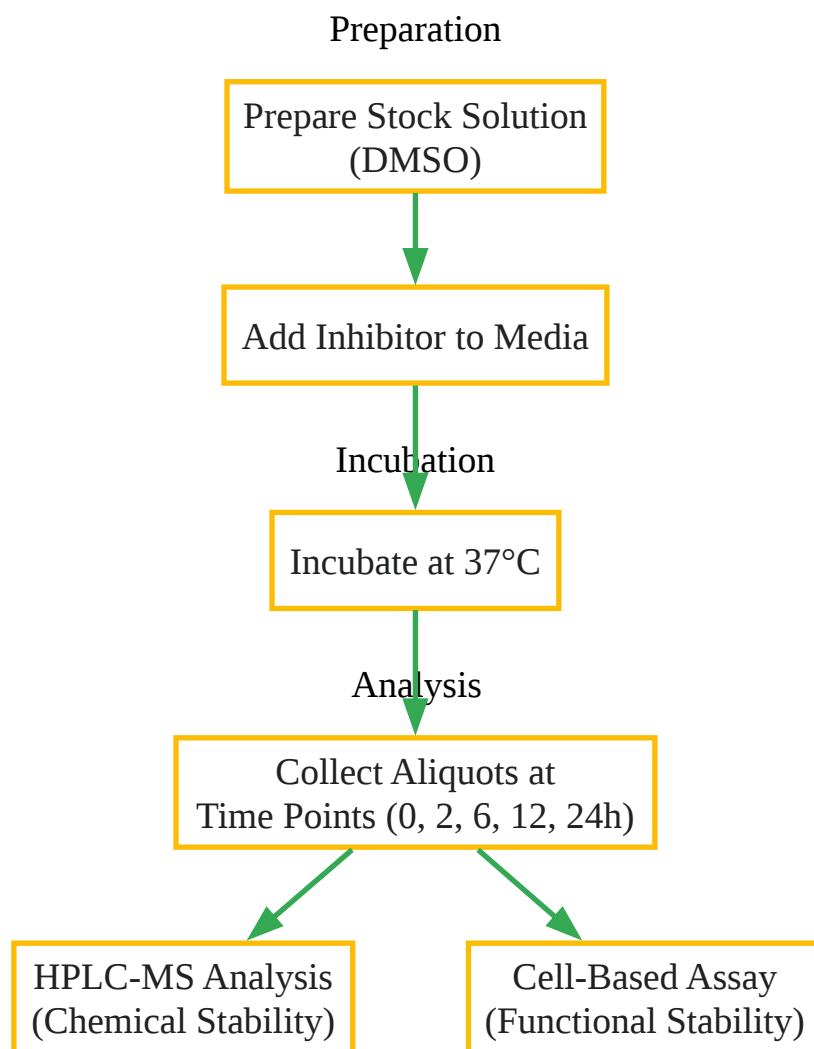 Preparation
Prepare Stock Solution
(DMSO)
Add Inhibitor to Media
Incubation
Incubate at 37°C
Analysis
Collect Aliquots at
Time Points (0, 2, 6, 12, 24h)
HPLC-MS Analysis
(Chemical Stability)
Cell-Based Assay
(Functional Stability)